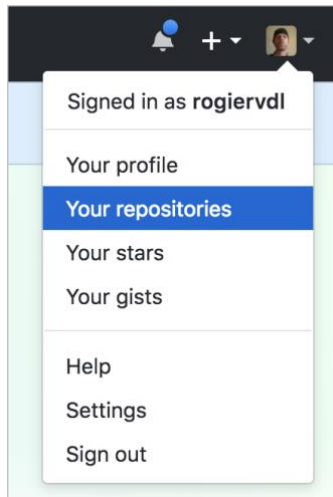 Signed in as rogiervdl
Your profile
Your repositories
Your stars
Your gists
Help
Settings
Sign out